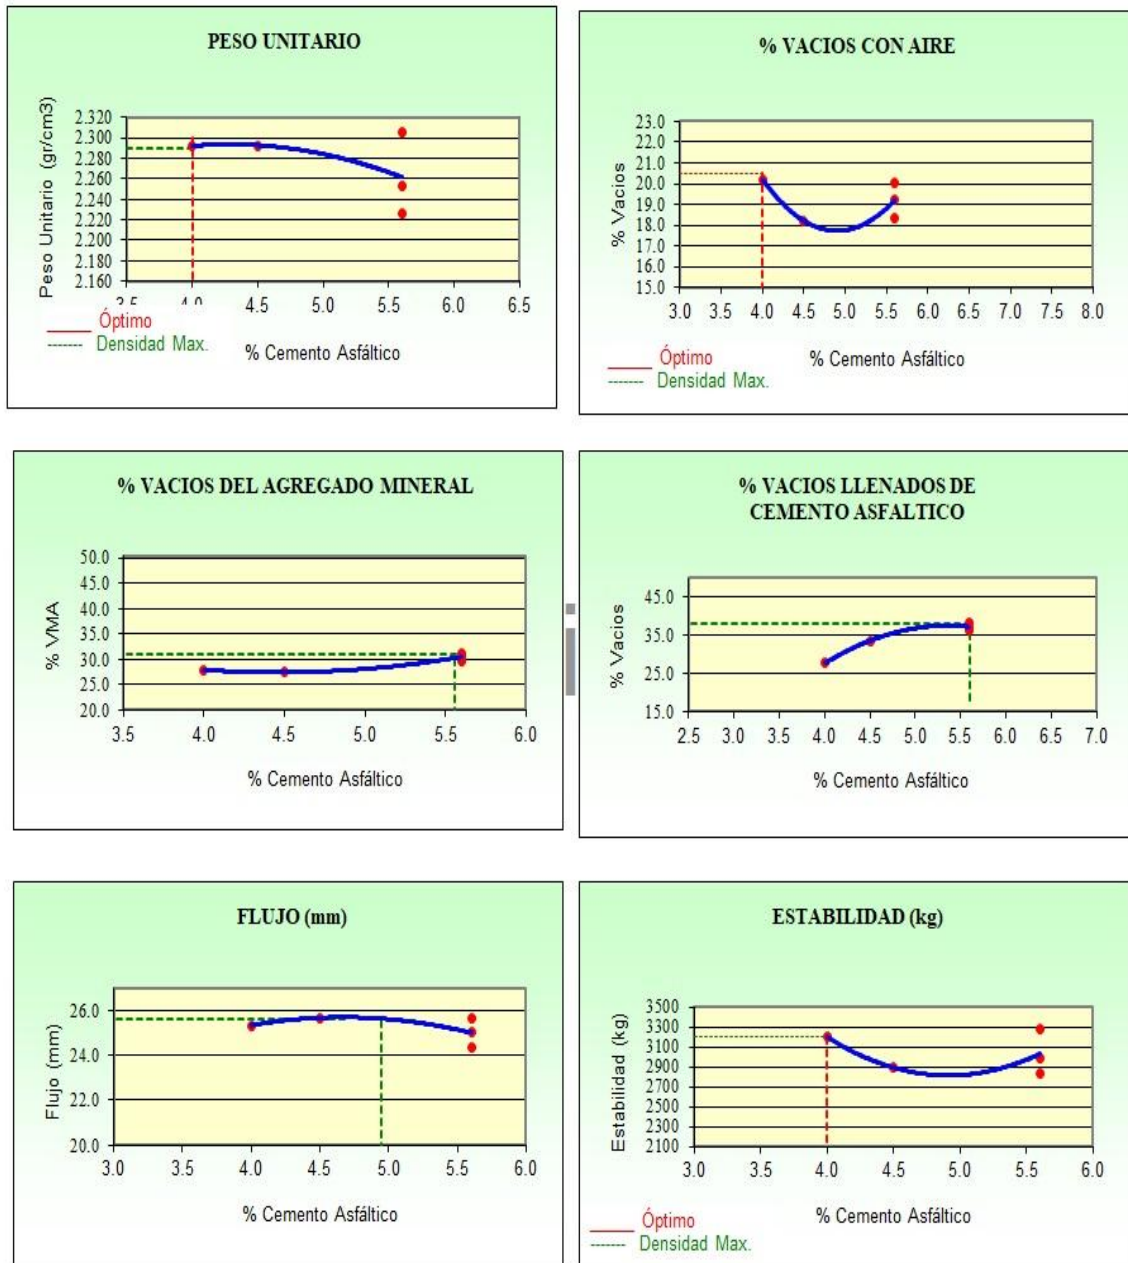 PESO UNITARIO
Peso Unitario (gr/cm3)
2.320
2.300
2.280
2.260
2.240
2.220
2.200
2.180
2.160
3.5 4.0 4.5 5.0 5.5 6.0 6.5
Óptimo
Densidad Max.
% Cemento Asfáltico
% VACIOS CON AIRE
% Vacios
23.0
22.0
21.0
20.0
19.0
18.0
17.0
16.0
15.0
3.0 3.5 4.0 4.5 5.0 5.5 6.0 6.5 7.0 7.5 8.0
Óptimo
Densidad Max.
% Cemento Asfáltico
% VACIOS DEL AGREGADO MINERAL
% VMA
50.0
45.0
40.0
35.0
30.0
25.0
20.0
3.5 4.0 4.5 5.0 5.5 6.0
% Cemento Asfáltico
% VACIOS LLENADOS DE
CEMENTO ASFALTICO
% Vacios
45.0
35.0
25.0
15.0
2.5 3.0 3.5 4.0 4.5 5.0 5.5 6.0 6.5 7.0
% Cemento Asfáltico
FLUJO (mm)
Flujo (mm)
26.0
24.0
22.0
20.0
3.0 3.5 4.0 4.5 5.0 5.5 6.0
% Cemento Asfáltico
ESTABILIDAD (kg)
Estabilidad (kg)
3500
3300
3100
2900
2700
2500
2300
2100
3.0 3.5 4.0 4.5 5.0 5.5 6.0
Óptimo
Densidad Max.
% Cemento Asfáltico